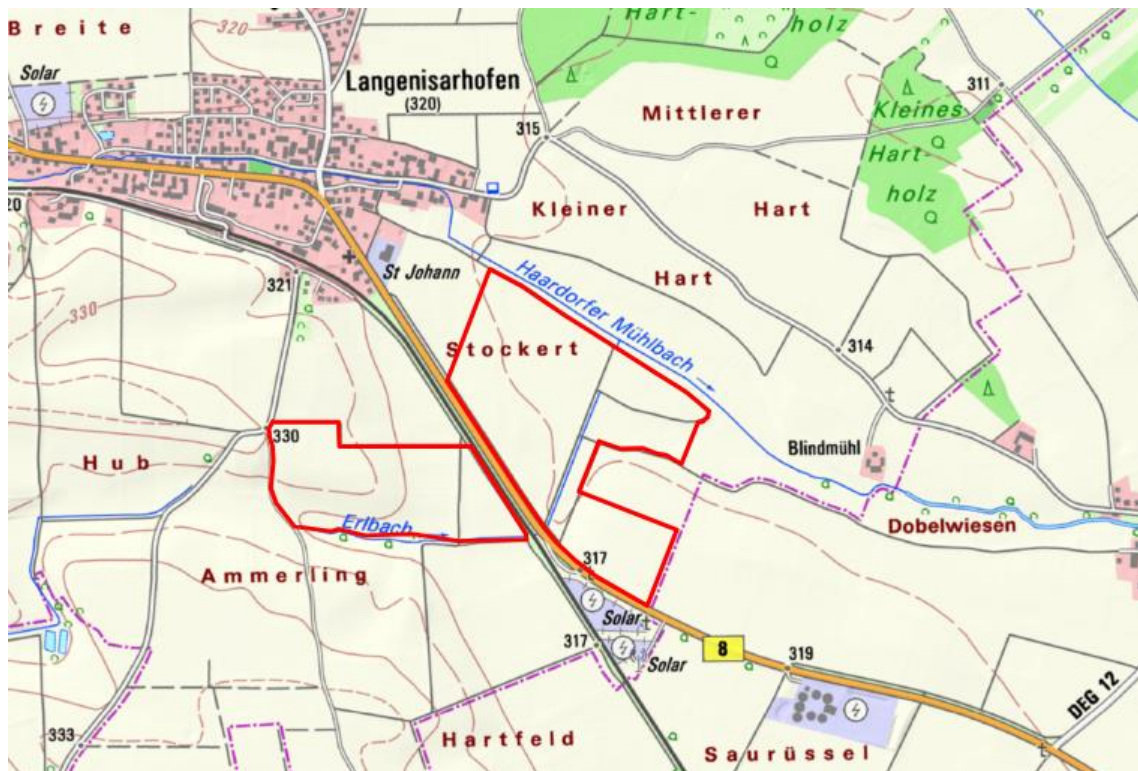 Hart-
holz
Breite
320
Solar
Langenisarhofen
(320)
311
Kleines
Mittlerer
315
Hart-
holz
20
Kleiner
Hart
St Johann
321
Hart
Haardorfer Mühlbach
330
Stockert
314
330
Hub
Blindmühl
Erlbach
Dobelwiesen
Ammerling
317
Solar
317
8
Solar
319
DEG 12
333
Hartfeld
Saurüssel